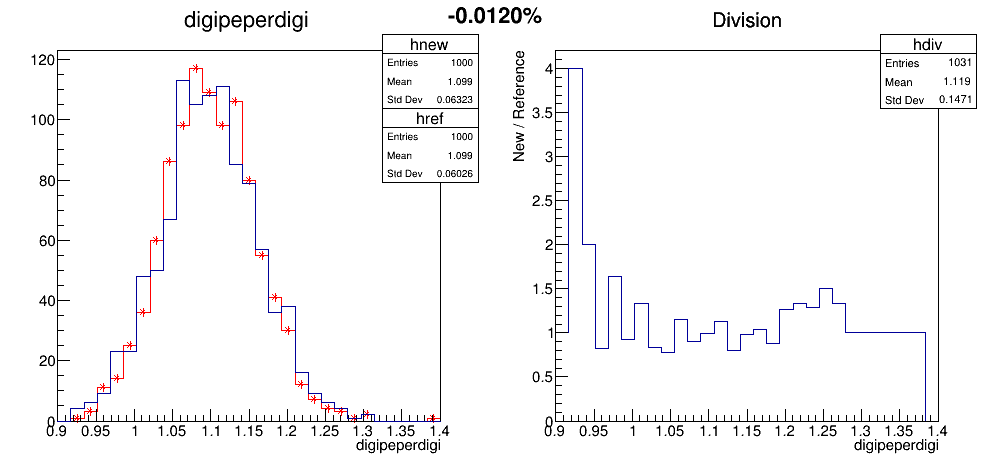 -0.0120%
digipeperdigi
hnew
Entries 1000
Mean 1.099
Std Dev 0.06323
href
Entries 1000
Mean 1.099
Std Dev 0.06026
120
100
80
60
40
20
0
0.9 0.95 1 1.05 1.1 1.15 1.2 1.25 1.3 1.35 1.4
digipeperdigi
Division
hdiv
Entries 1031
Mean 1.119
Std Dev 0.1471
New / Reference
4
3.5
3
2.5
2
1.5
1
0.5
0
0.9 0.95 1 1.05 1.1 1.15 1.2 1.25 1.3 1.35 1.4
digipeperdigi